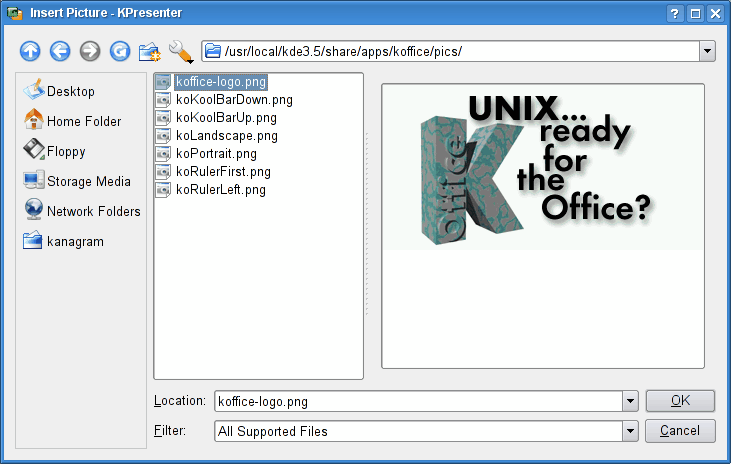 Insert Picture - KPresenter
/usr/local/kde3.5/share/apps/koffice/pics/
Desktop
Home Folder
Floppy
Storage Media
Network Folders
kanagram
koffice-logo.png
koKoolBarDown.png
koKoolBarUp.png
koLandscape.png
koPortrait.png
koRulerFirst.png
koRulerLeft.png
UNIX...
ready
for
the
Office?
K
Office
Location: koffice-logo.png
OK
Filter: All Supported Files
Cancel